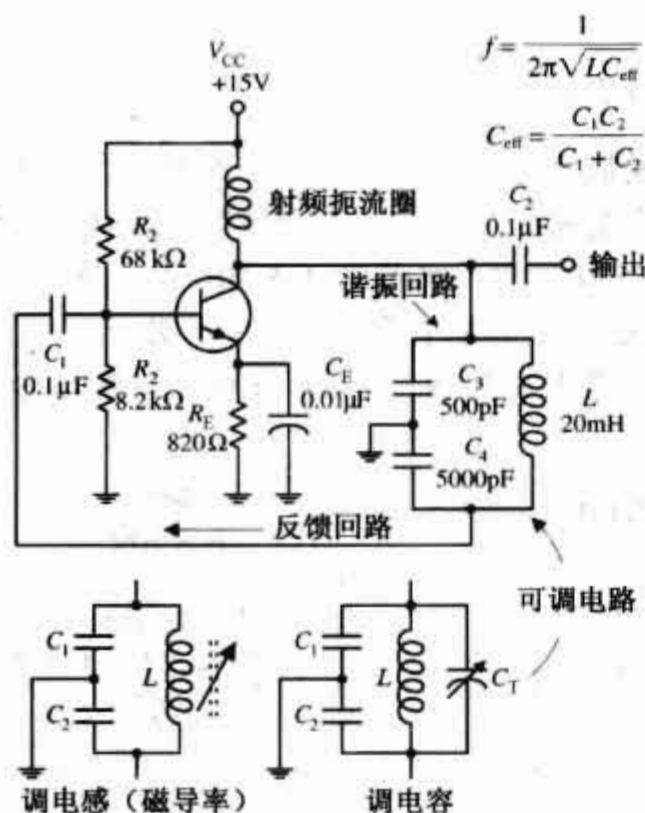 f = 1 / 2π√LC_eff
C_eff = C₁C₂ / C₁ + C₂
V_CC
+15V
射频扼流圈
R₂
68kΩ
C₂
0.1μF
输出
谐振回路
C₁
0.1μF
R₂
8.2kΩ
R_E
820Ω
C_E
0.01μF
C₃
500pF
L
20mH
C₄
5000pF
反馈回路
可调电路
C₁
L
C₂
C₁
L
C_T
C₂
调电感（磁导率）
调电容